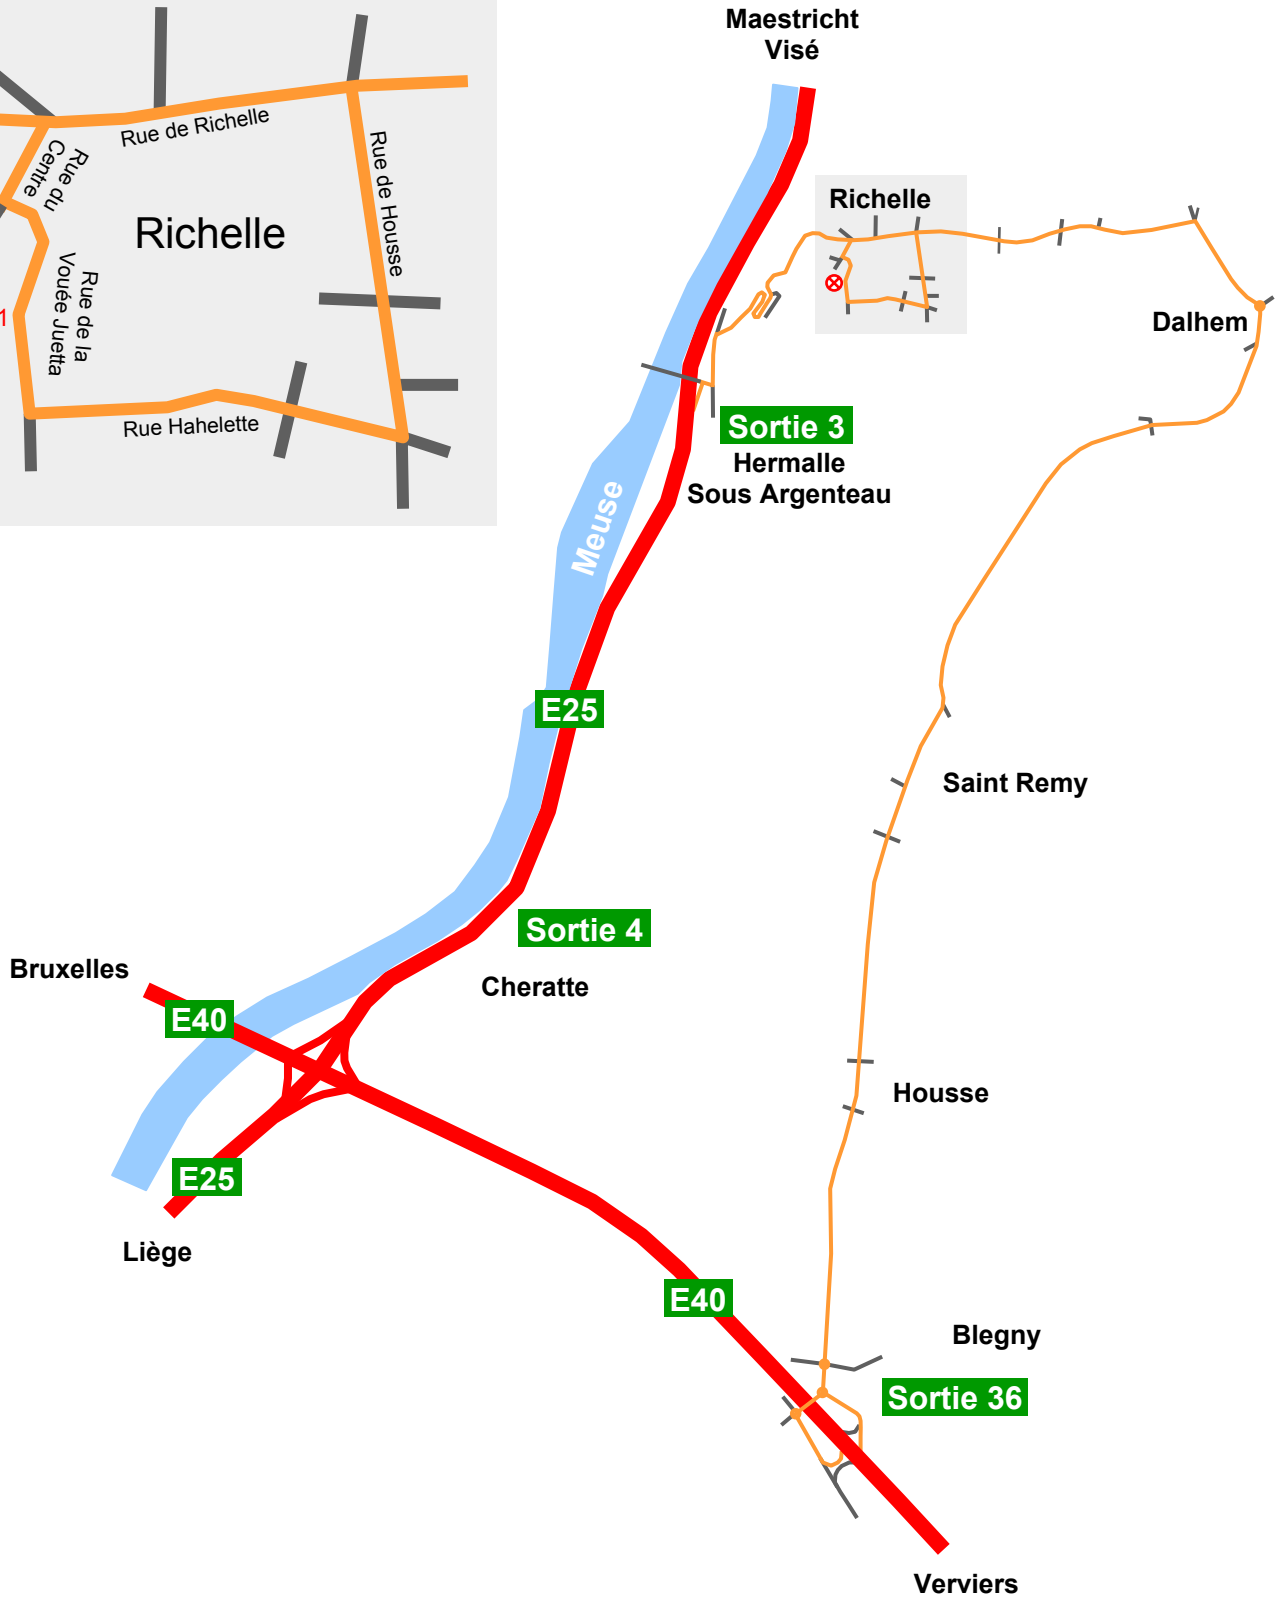 Maestricht
Visé
Rue de Richelle
Rue du
Centre
Rue de Housse
Richelle
Rue de la
Vouée Juetta
1
Rue Hahelette
Richelle
Dalhem
Sortie 3
Hermalle
Sous Argenteau
Meuse
E25
Saint Remy
Sortie 4
Bruxelles
Cheratte
E40
Housse
E25
Liège
E40
Blegny
Sortie 36
Verviers